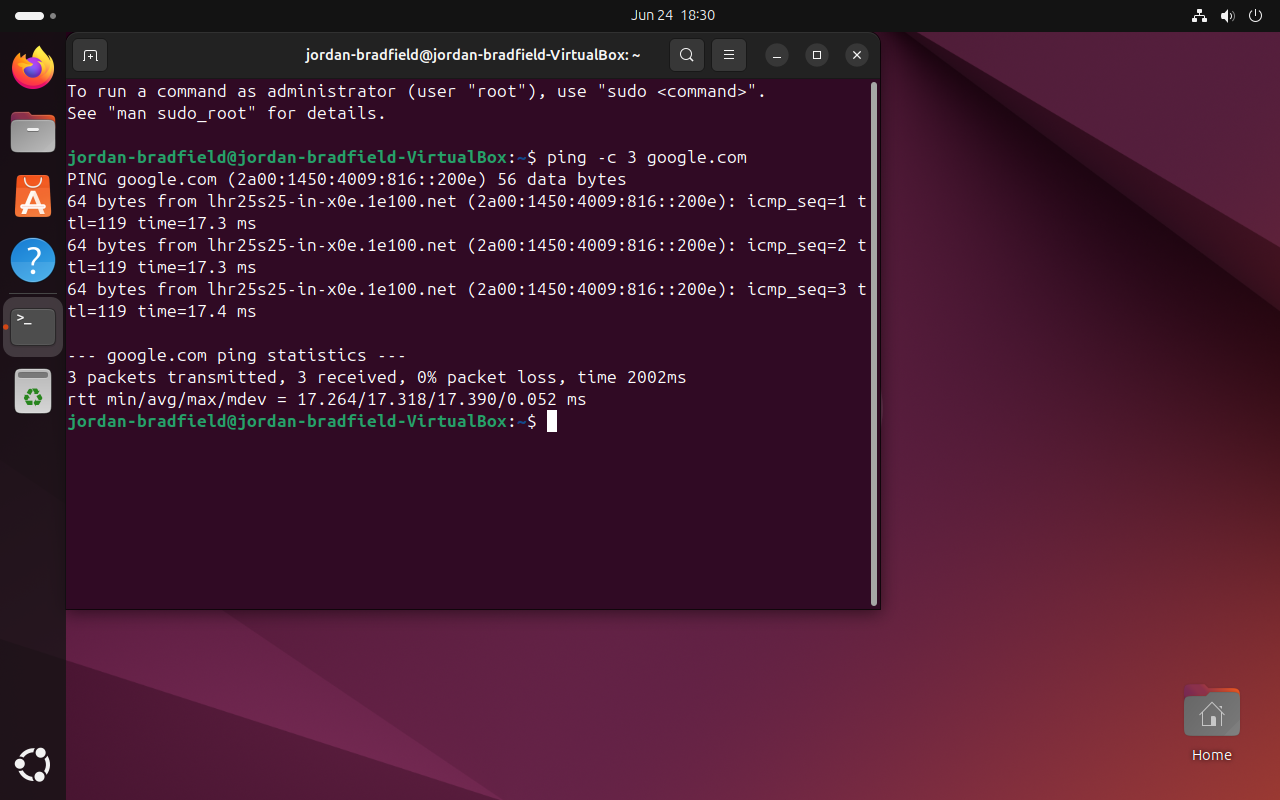 Jun 24 18:30
jordan-bradfield@jordan-bradfield-VirtualBox: ~
To run a command as administrator (user "root"), use "sudo <command>".
See "man sudo_root" for details.
jordan-bradfield@jordan-bradfield-VirtualBox:~$ ping -c 3 google.com
PING google.com (2a00:1450:4009:816::200e) 56 data bytes
64 bytes from lhr25s25-in-x0e.1e100.net (2a00:1450:4009:816::200e): icmp_seq=1 t
tl=119 time=17.3 ms
64 bytes from lhr25s25-in-x0e.1e100.net (2a00:1450:4009:816::200e): icmp_seq=2 t
tl=119 time=17.3 ms
64 bytes from lhr25s25-in-x0e.1e100.net (2a00:1450:4009:816::200e): icmp_seq=3 t
tl=119 time=17.4 ms
--- google.com ping statistics ---
3 packets transmitted, 3 received, 0% packet loss, time 2002ms
rtt min/avg/max/mdev = 17.264/17.318/17.390/0.052 ms
jordan-bradfield@jordan-bradfield-VirtualBox:~$
Home